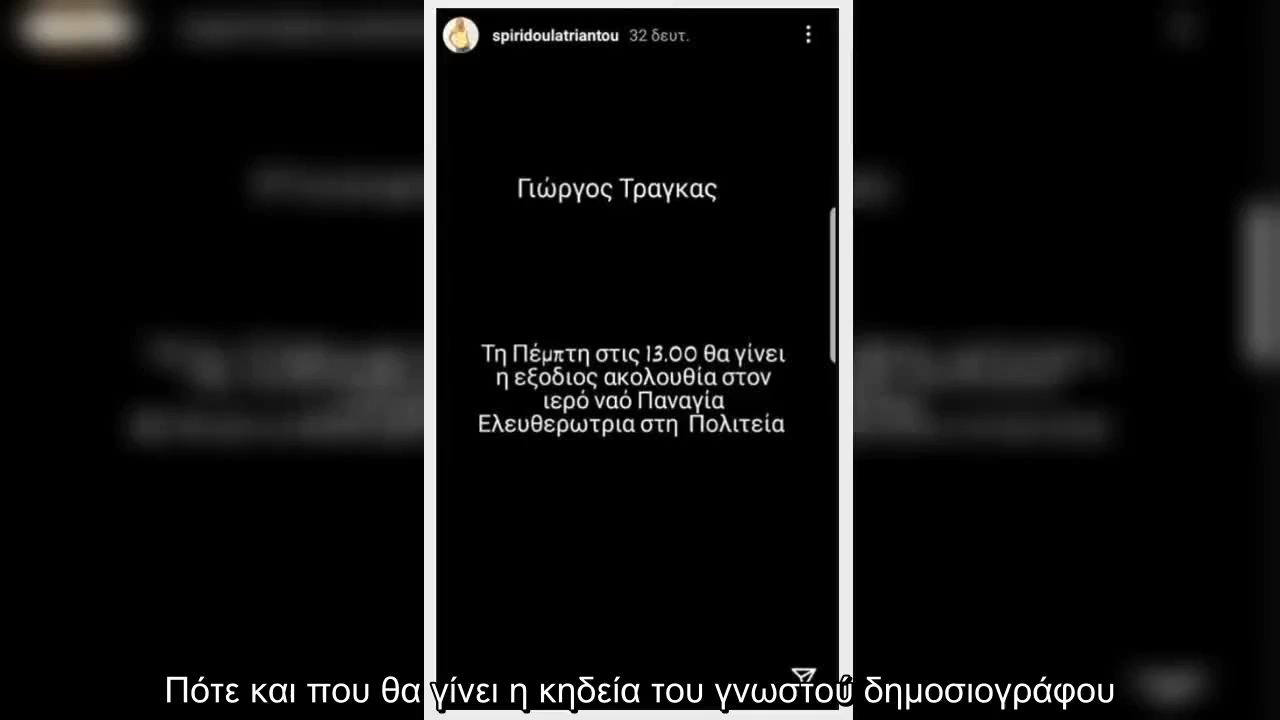 spiridoulatriantou 32 δευτ.
Γιώργος Τραγκας
Τη Πέμπτη στις 13.00 θα γίνει
η εξοδιος ακολουθία στον
ιερό ναό Παναγία
Ελευθερωτρια στη Πολιτεία
Πότε και που θα γίνει η κηδεία του γνωστού δημοσιογράφου